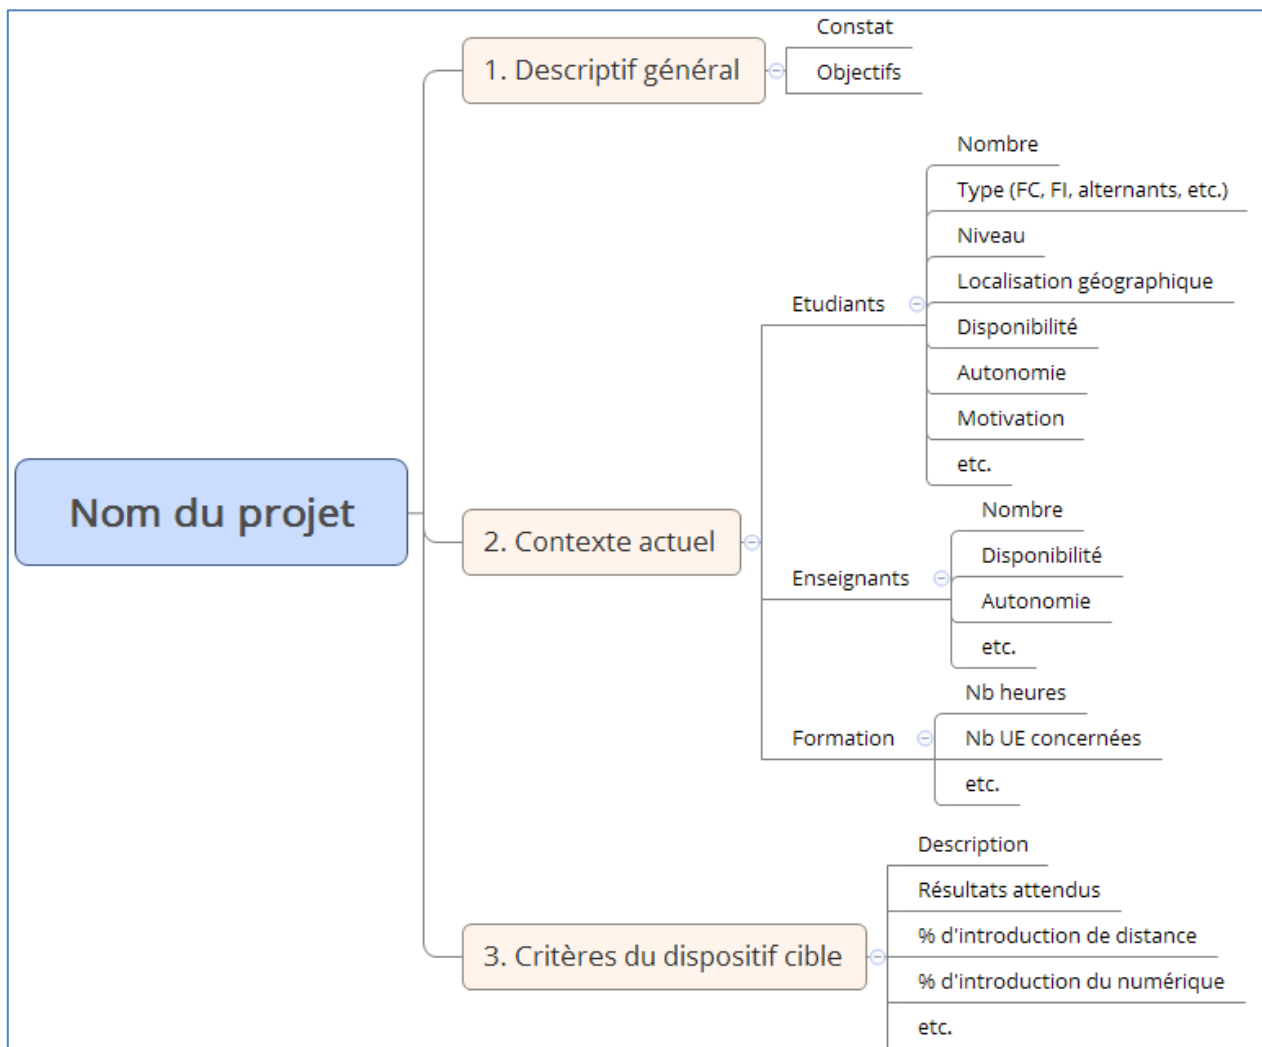 Nom du projet
1. Descriptif général
Constat
Objectifs
2. Contexte actuel
Etudiants
Nombre
Type (FC, FI, alternants, etc.)
Niveau
Localisation géographique
Disponibilité
Autonomie
Motivation
etc.
Enseignants
Nombre
Disponibilité
Autonomie
etc.
Formation
Nb heures
Nb UE concernées
etc.
3. Critères du dispositif cible
Description
Résultats attendus
% d'introduction de distance
% d'introduction du numérique
etc.